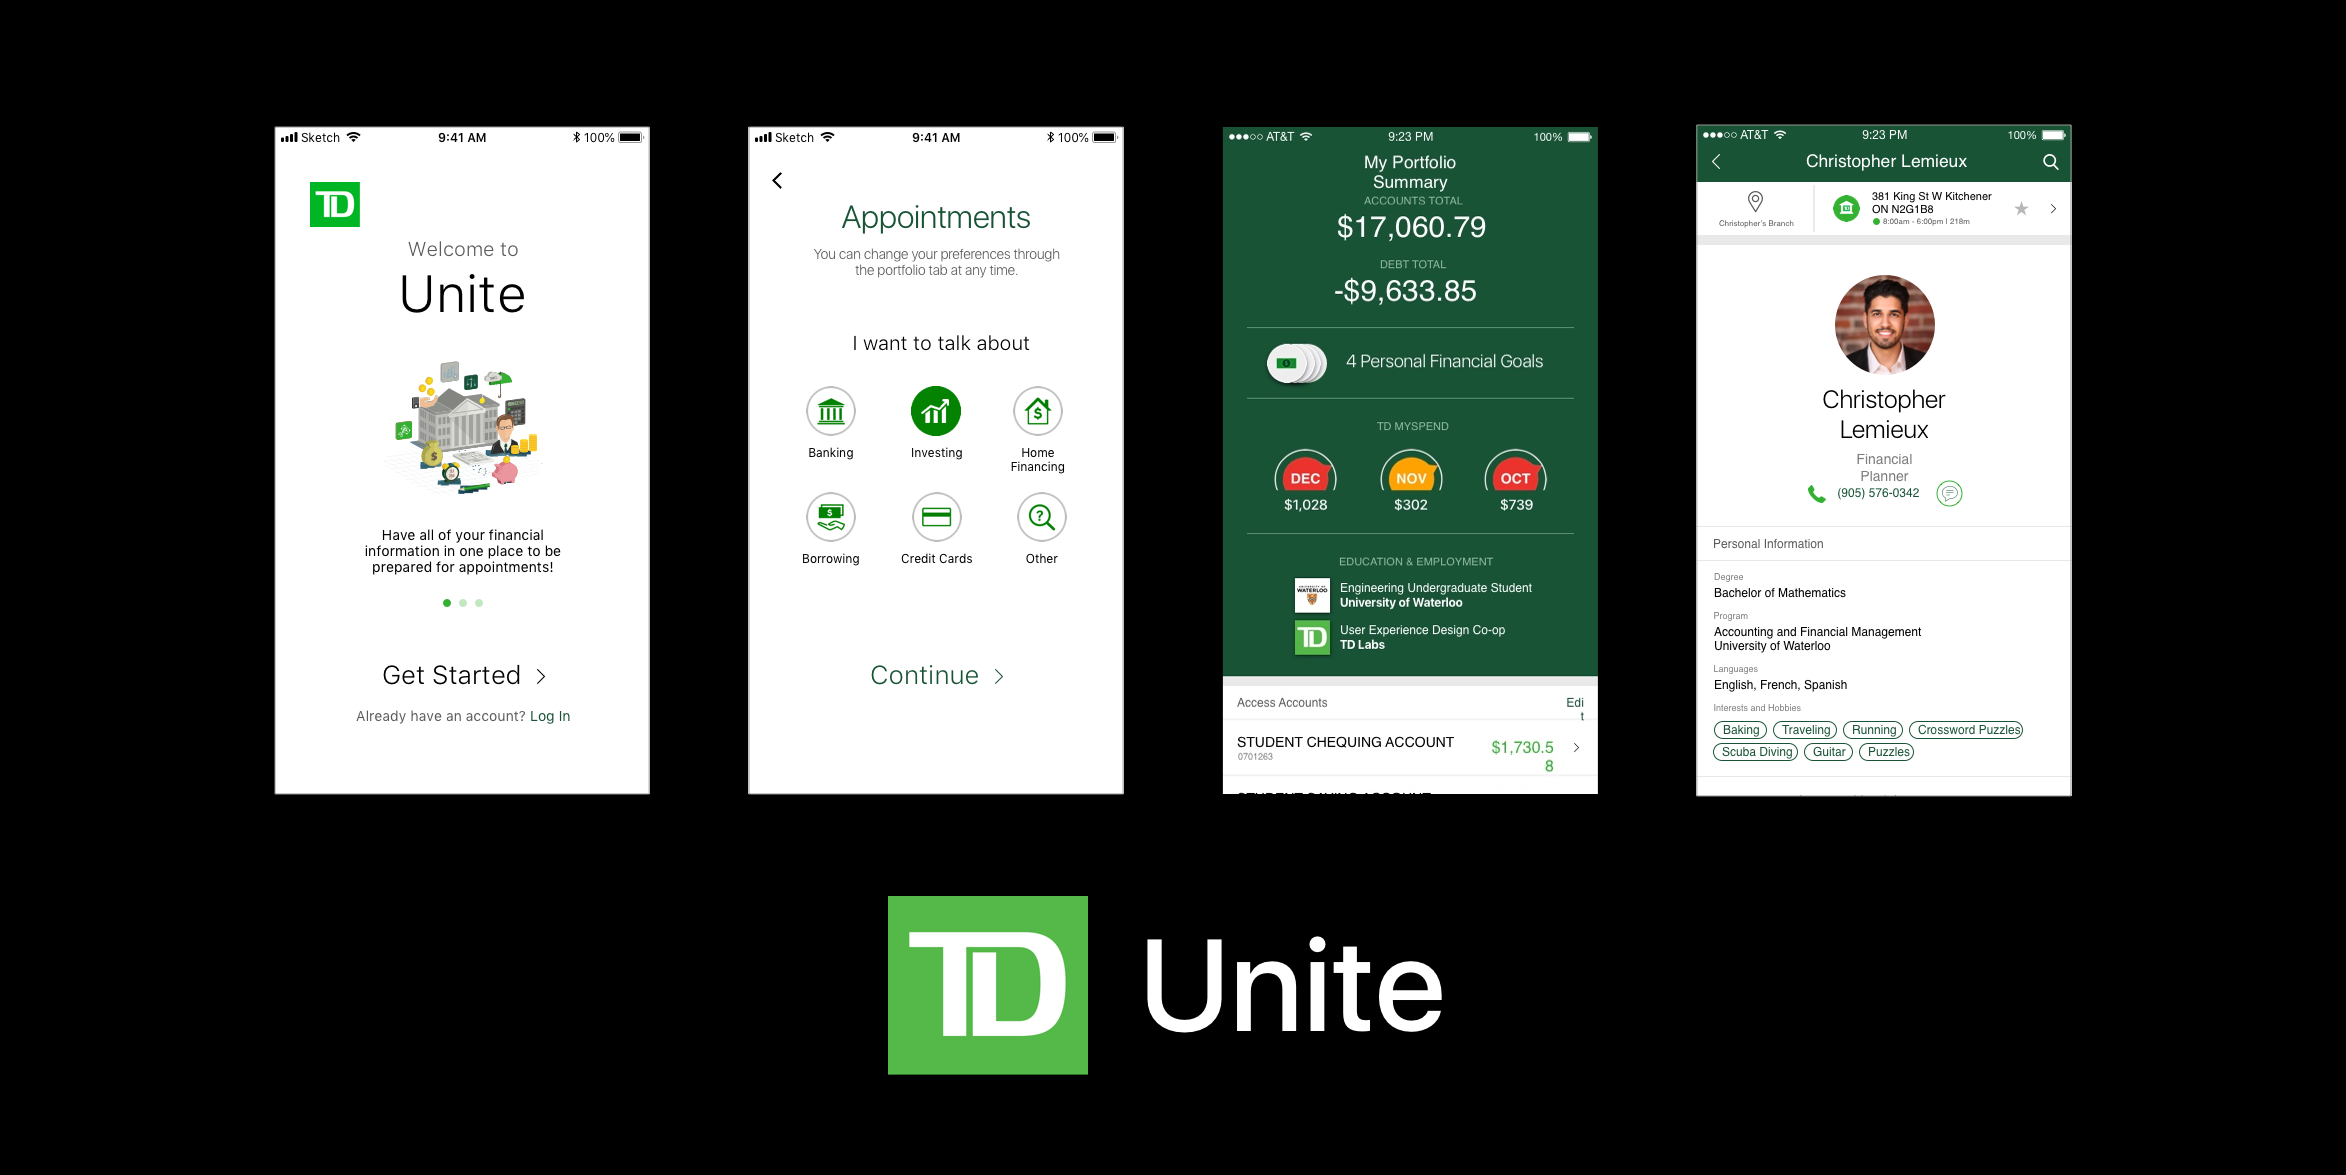 Sketch 9:41 AM 100%
TD
Welcome to
Unite
Have all of your financial
information in one place to be
prepared for appointments!
Get Started
Already have an account? Log In
Sketch 9:41 AM 100%
Appointments
You can change your preferences through
the portfolio tab at any time.
I want to talk about
Banking Investing Home
Financing
Borrowing Credit Cards Other
Continue
AT&T 9:23 PM 100%
My Portfolio
Summary
ACCOUNTS TOTAL
$17,060.79
DEBT TOTAL
-$9,633.85
4 Personal Financial Goals
TD MYSPEND
DEC NOV OCT
$1,028 $302 $739
EDUCATION & EMPLOYMENT
WATERLOO
Engineering Undergraduate Student
University of Waterloo
TD
User Experience Design Co-op
TD Labs
Access Accounts Edi
t
STUDENT CHEQUING ACCOUNT $1,730.5
8
0701263
AT&T 9:23 PM 100%
Christopher Lemieux
Christopher's Branch
381 King St W Kitchener
ON N2G1B8
8:00am - 6:00pm I 218m
Christopher
Lemieux
Financial
Planner
(905) 576-0342
Personal Information
Degree
Bachelor of Mathematics
Program
Accounting and Financial Management
University of Waterloo
Languages
English, French, Spanish
Interests and Hobbies
Baking Traveling Running Crossword Puzzles
Scuba Diving Guitar Puzzles
TD Unite